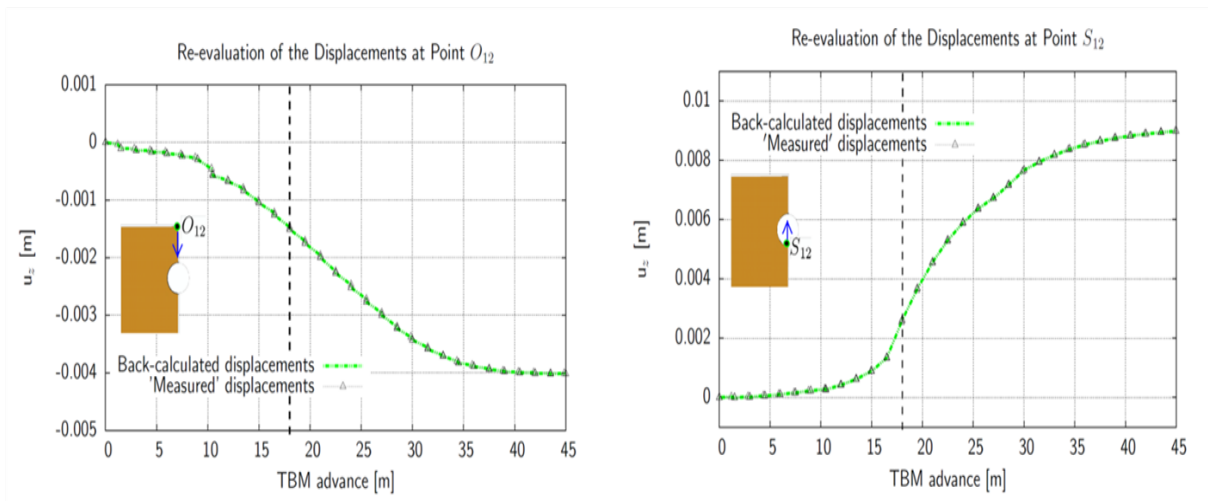 Re-evaluation of the Displacements at Point O12
0.001
0
-0.001
-0.002
-0.003
-0.004
-0.005
uz [m]
O12
Back-calculated displacements
'Measured' displacements
0 5 10 15 20 25 30 35 40 45
TBM advance [m]
Re-evaluation of the Displacements at Point S12
0.01
0.008
0.006
0.004
0.002
0
uz [m]
Back-calculated displacements
'Measured' displacements
S12
0 5 10 15 20 25 30 35 40 45
TBM advance [m]